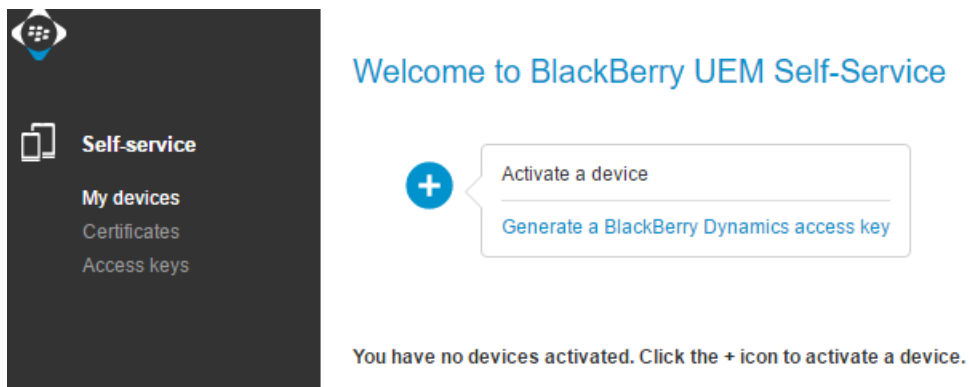 Welcome to BlackBerry UEM Self-Service
Self-service
My devices
Certificates
Access keys
Activate a device
Generate a BlackBerry Dynamics access key
You have no devices activated. Click the + icon to activate a device.